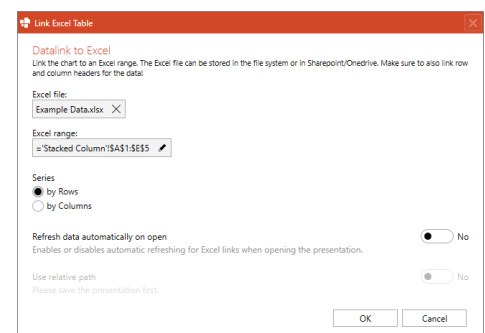 Link Excel Table
Datalink to Excel
Link the chart to an Excel range. The Excel file can be stored in the file system or in Sharepoint/Onedrive. Make sure to also link row
and column headers for the data!
Excel file:
Example Data.xlsx
Excel range:
='Stacked Column'!$A$1:$E$5
Series
by Rows
by Columns
Refresh data automatically on open
No
Enables or disables automatic refreshing for Excel links when opening the presentation.
Use relative path
No
Please save the presentation first.
OK
Cancel